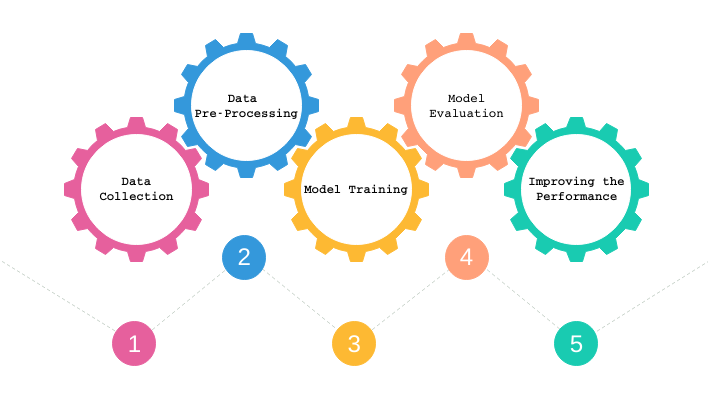 Data
Pre-Processing
Model
Evaluation
Data
Collection
Model Training
Improving the
Performance
2
4
1
3
5